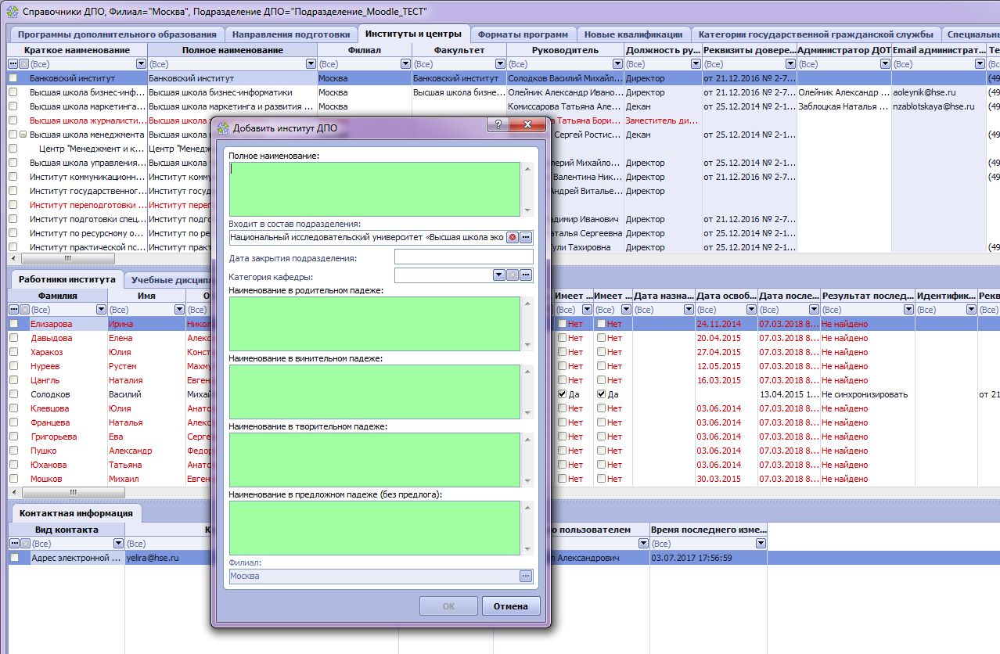 Справочники ДПО, Филиал="Москва", Подразделение ДПО="Подразделение_Moodle_ТЕСТ"
Программы дополнительного образования Направления подготовки Институты и центры Форматы программ Новые квалификации Категории государственной гражданской службы Специальны
Краткое наименование Полное наименование Филиал Факультет Руководитель Должность ру... Реквизиты довере... Администратор ДОТ Email администрат... Те
(Все) (Все) (Все) (Все) (Все) (Все) (Все) (Все) (Все) (Все)
Банковский институт Банковский институт Москва Банковский институт Солодков Василий Михайл... Директор от 21.12.2016 № 2-7... (49
Высшая школа бизнес-инф... Высшая школа бизнес-информатики Москва Высшая школа бизне... Олейник Александр Ивано... Директор от 21.12.2016 № 2-7... Олейник Александр ... aoleynik@hse.ru
Высшая школа маркетинга... Высшая школа маркетинга и развития ... Москва Комиссарова Татьяна Але... Декан от 25.12.2014 № 2-1... Заблоцкая Наталья ... nzablotskaya@hse.ru (49
Высшая школа журналисти... Высшая школа Татьяна Бори... Заместитель ди...
Высшая школа менеджмента Высшая школа Сергей Ростис... Декан от 25.12.2014 № 2-1... (49
Центр "Менеджмент и к... Центр "Менедж
Высшая школа управления... Высшая школа Михайло... Директор от 25.12.2014 № 2-1... (49
Институт коммуникационн... Институт комму Валентина Ник... Директор от 21.12.2016 № 2-7... (49
Институт государственног... Институт госуд Андрей Виталье... Директор
Институт переподготовки ... Институт переп
Институт подготовки спец... Институт подго Иванович Директор от 21.12.2016 № 2-7...
Институт по ресурсному о... Институт по ре Сергеевна Директор от 25.12.2014 № 2-1...
Институт практической пс... Институт практ Тахировна Директор от 25.12.2014 № 2-1... (49
Добавить институт ДПО
Полное наименование:
Входит в состав подразделения:
Национальный исследовательский университет «Высшая школа эко
Дата закрытия подразделения:
Категория кафедры:
Наименование в родительном падеже:
Наименование в винительном падеже:
Наименование в творительном падеже:
Наименование в предложном падеже (без предлога):
Филиал:
Москва
ОК Отмена
Работники института Учебные дисципл
Фамилия Имя О Имеет ... Имеет ... Дата назна... Дата освоб... Дата после... Результат послед... Идентифик... Рекв
(Все) (Все) (Все) (Все) (Все) (Все) (Все) (Все) (Все) (Все) (Все)
Елизарова Ирина Никол Нет Нет 24.11.2014 07.03.2018 8... Не найдено
Давыдова Елена Алекс Нет Нет 20.04.2015 07.03.2018 8... Не найдено
Харакоз Юлия Конст Нет Нет 27.04.2015 07.03.2018 8... Не найдено
Нуреев Рустем Махму Нет Нет 12.05.2015 07.03.2018 8... Не найдено
Цангль Наталия Евген Нет Нет 16.03.2015 07.03.2018 8... Не найдено
Солодков Василий Михай Да Да 13.04.2015 1... Не синхронизировать от 21
Клевцова Юлия Анато Нет Нет 03.06.2014 07.03.2018 8... Не найдено
Францева Наталья Алекс Нет Нет 03.06.2014 07.03.2018 8... Не найдено
Григорьева Ева Серге Нет Нет 03.06.2014 07.03.2018 8... Не найдено
Пушко Александр Федор Нет Нет 03.06.2014 07.03.2018 8... Не найдено
Юханова Татьяна Анато Нет Нет 03.06.2014 07.03.2018 8... Не найдено
Мошков Михаил Евген Нет Нет 30.03.2015 07.03.2018 8... Не найдено
Контактная информация
Вид контакта К о пользователем Время последнего изме...
(Все) (Все) (Все)
Адрес электронной ... yelira@hse.ru Александрович 03.07.2017 17:56:59